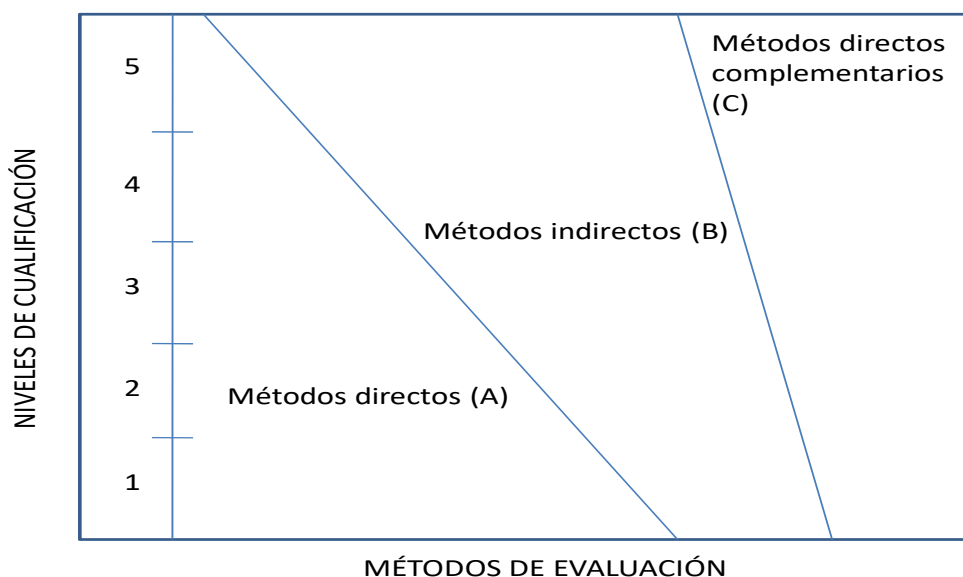 NIVELES DE CUALIFICACIÓN
5
4
3
2
1
Métodos directos
complementarios
(C)
Métodos indirectos (B)
Métodos directos (A)
MÉTODOS DE EVALUACIÓN